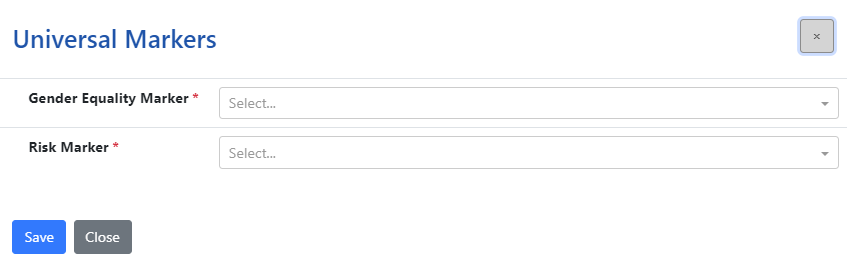 Universal Markers
×
Gender Equality Marker *
Select...
Risk Marker *
Select...
Save
Close